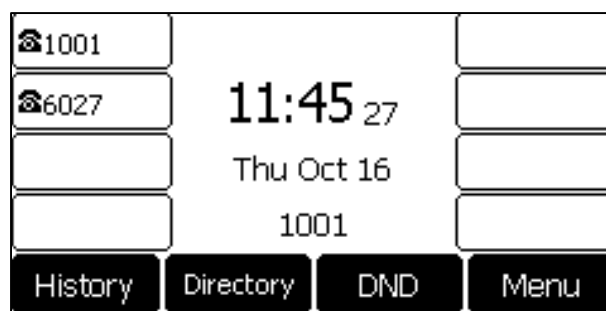 ☎1001
☎6027
11:45 27
Thu Oct 16
1001
History Directory DND Menu